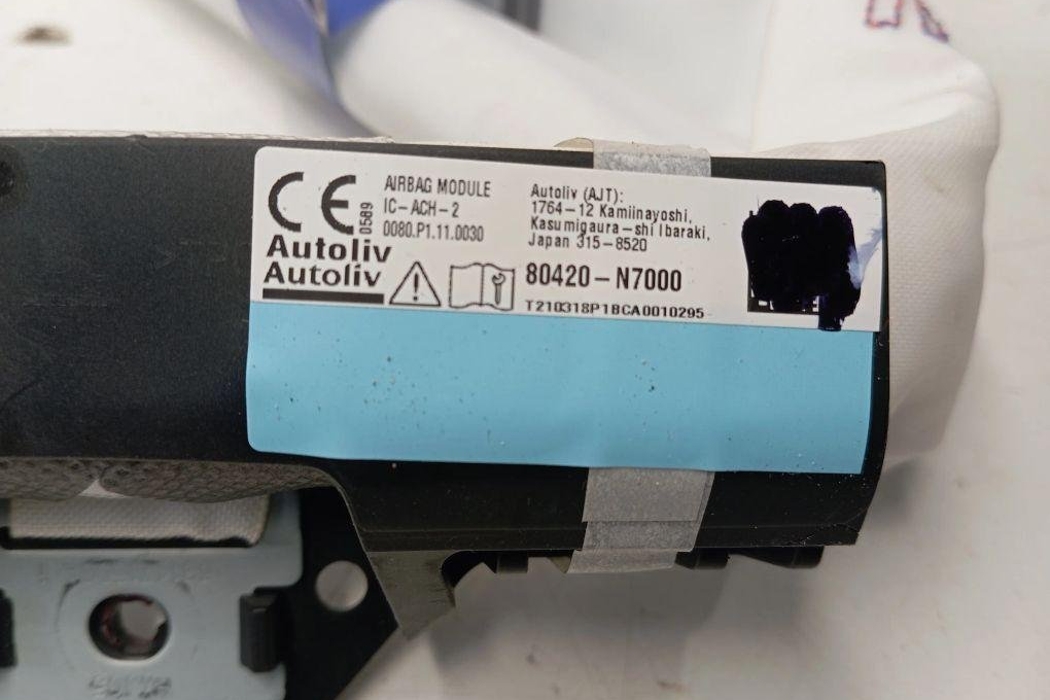 CE
0589
Autoliv
Autoliv
AIRBAG MODULE
IC-ACH-2
0080.P1.11.0030
Autoliv (AJT):
1764-12 Kamiinayoshi,
Kasumigaura-shi Ibaraki,
Japan 315-8520
80420-N7000
T210318P1BCA0010295